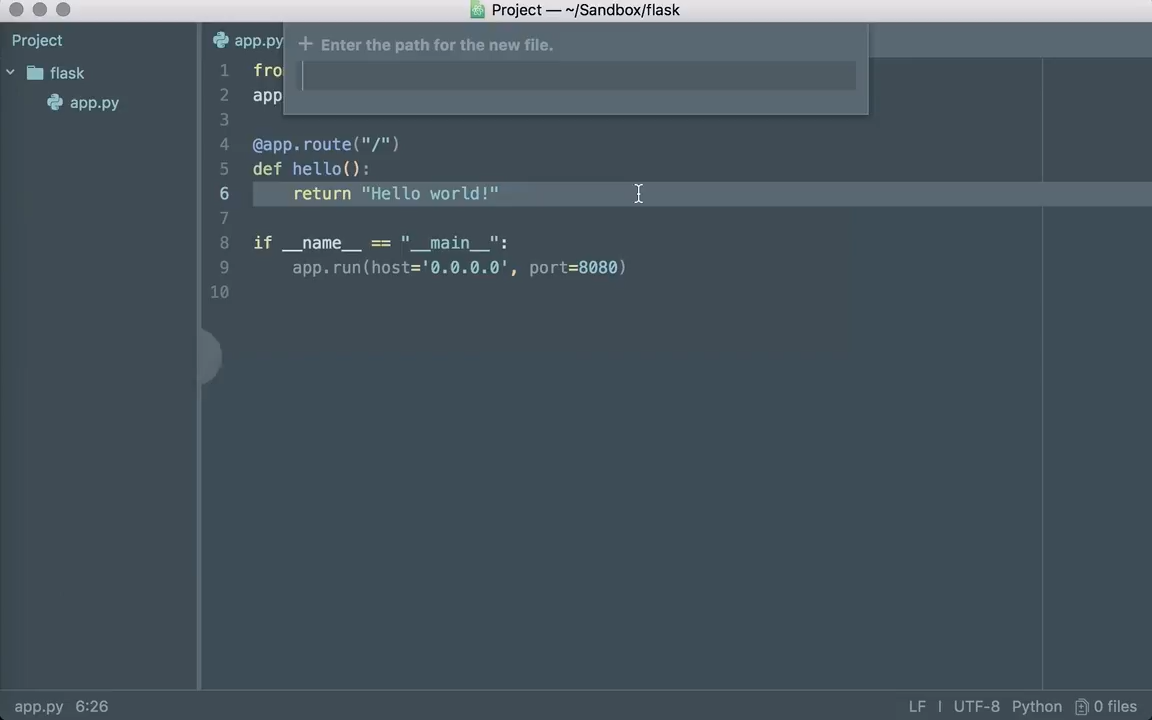 Project — ~/Sandbox/flask
Project
flask
app.py
app.py
+ Enter the path for the new file.
1 fro
2 app
3
4 @app.route("/")
5 def hello():
6     return "Hello world!"
7
8 if __name__ == "__main__":
9     app.run(host='0.0.0.0', port=8080)
10
app.py 6:26
LF UTF-8 Python 0 files